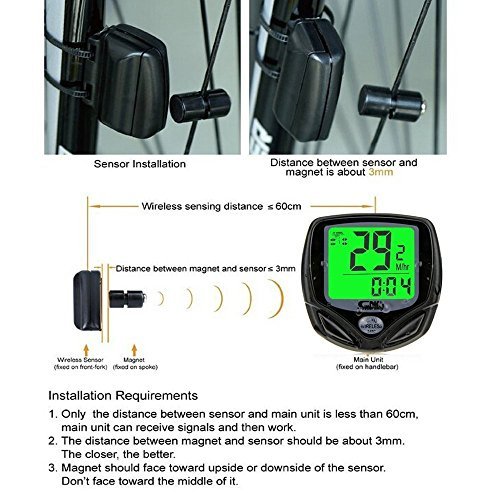 Sensor Installation
Distance between sensor and
magnet is about 3mm
Wireless sensing distance ≤ 60cm
Distance between magnet and sensor ≤ 3mm
29.2
M/hr
0:04
WIRELESS
Wireless Sensor
(fixed on front-fork)
Magnet
(fixed on spoke)
Main Unit
(fixed on handlebar)
Installation Requirements
1. Only the distance between sensor and main unit is less than 60cm,
main unit can receive signals and then work.
2. The distance between magnet and sensor should be about 3mm.
The closer, the better.
3. Magnet should face toward upside or downside of the sensor.
Don't face toward the middle of it.